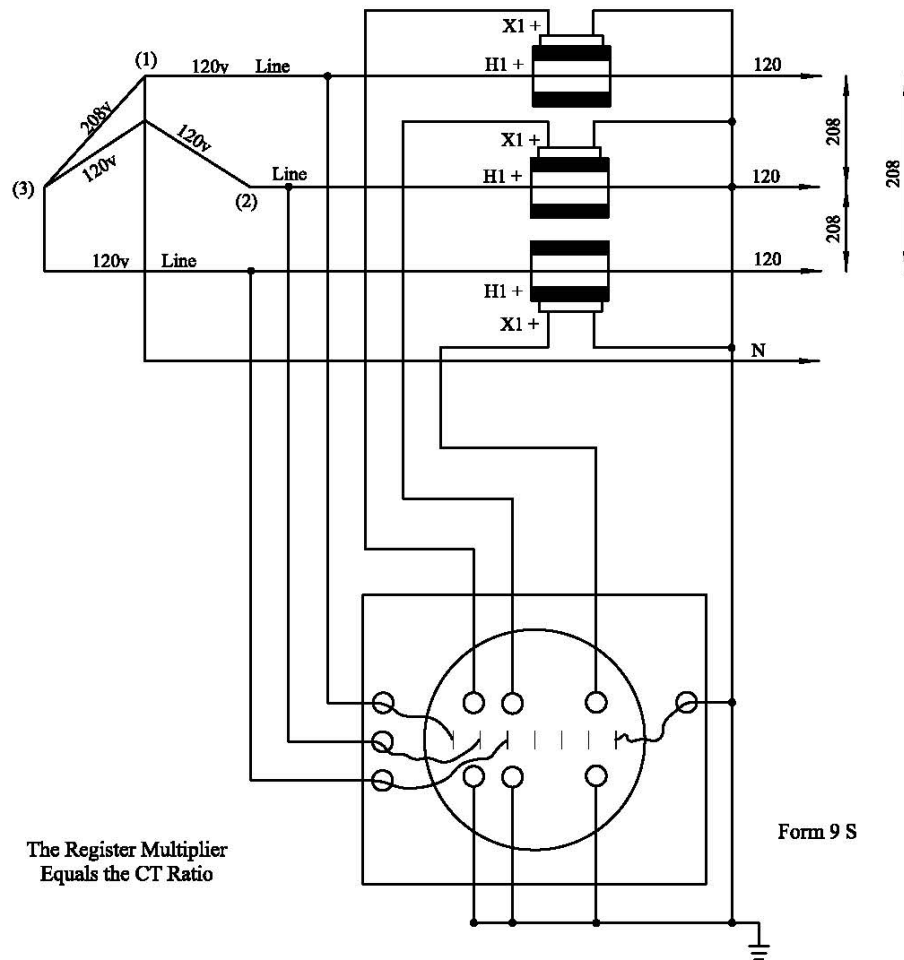 X1 +
(1)
120v
Line
H1 +
120
208v
120v
208
X1 +
120v
(3)
(2)
Line
H1 +
120
208
208
120v
Line
120
H1 +
X1 +
N
Form 9 S
The Register Multiplier
Equals the CT Ratio